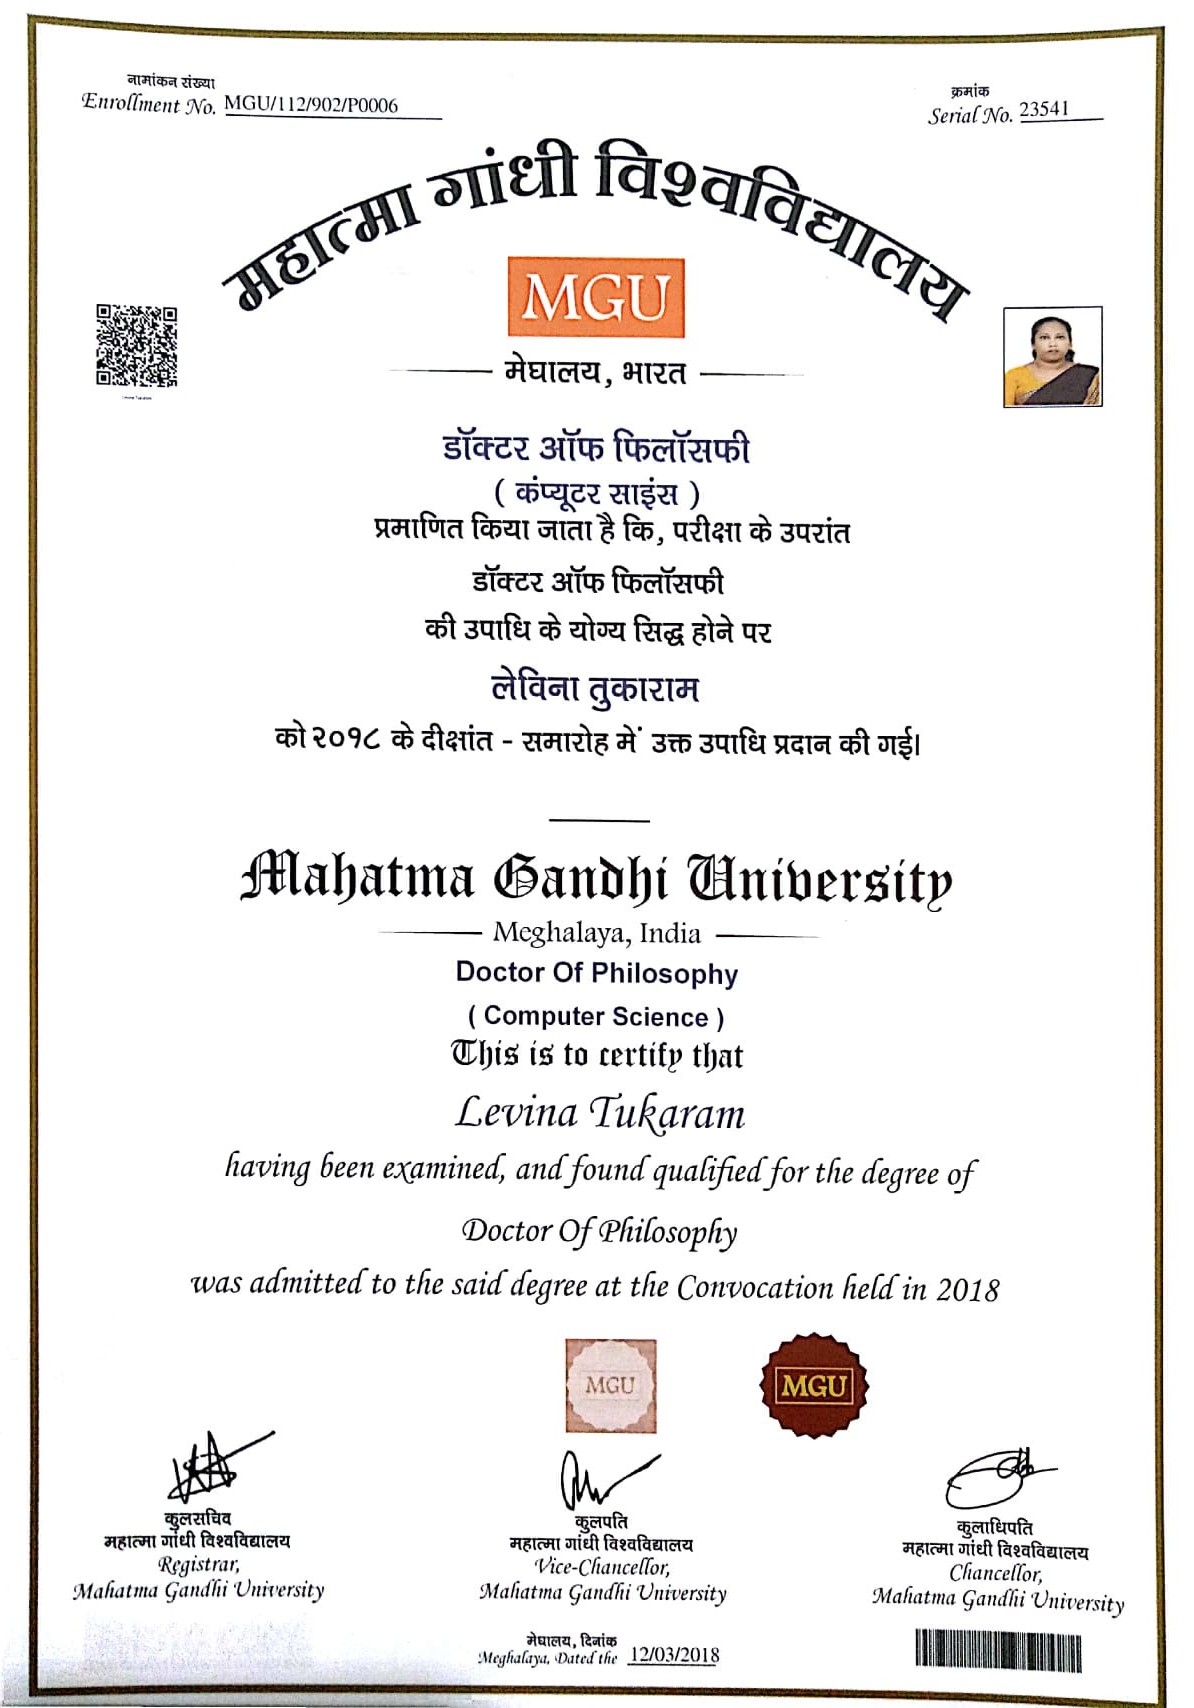 नामांकन संख्या
Enrollment No. MGU/112/902/P0006
क्रमांक
Serial No. 23541
महात्मा गांधी विश्वविद्यालय
MGU
मेघालय, भारत
डॉक्टर ऑफ फिलॉसफी
( कंप्यूटर साइंस )
प्रमाणित किया जाता है कि, परीक्षा के उपरांत
डॉक्टर ऑफ फिलॉसफी
की उपाधि के योग्य सिद्ध होने पर
लेविना तुकाराम
को २०१८ के दीक्षांत - समारोह में उक्त उपाधि प्रदान की गई।
Mahatma Gandhi University
Meghalaya, India
Doctor Of Philosophy
( Computer Science )
This is to certify that
Levina Tukaram
having been examined, and found qualified for the degree of
Doctor Of Philosophy
was admitted to the said degree at the Convocation held in 2018
MGU
MGU
कुलसचिव
महात्मा गांधी विश्वविद्यालय
Registrar,
Mahatma Gandhi University
कुलपति
महात्मा गांधी विश्वविद्यालय
Vice-Chancellor,
Mahatma Gandhi University
कुलाधिपति
महात्मा गांधी विश्वविद्यालय
Chancellor,
Mahatma Gandhi University
मेघालय, दिनांक
Meghalaya, Dated the 12/03/2018